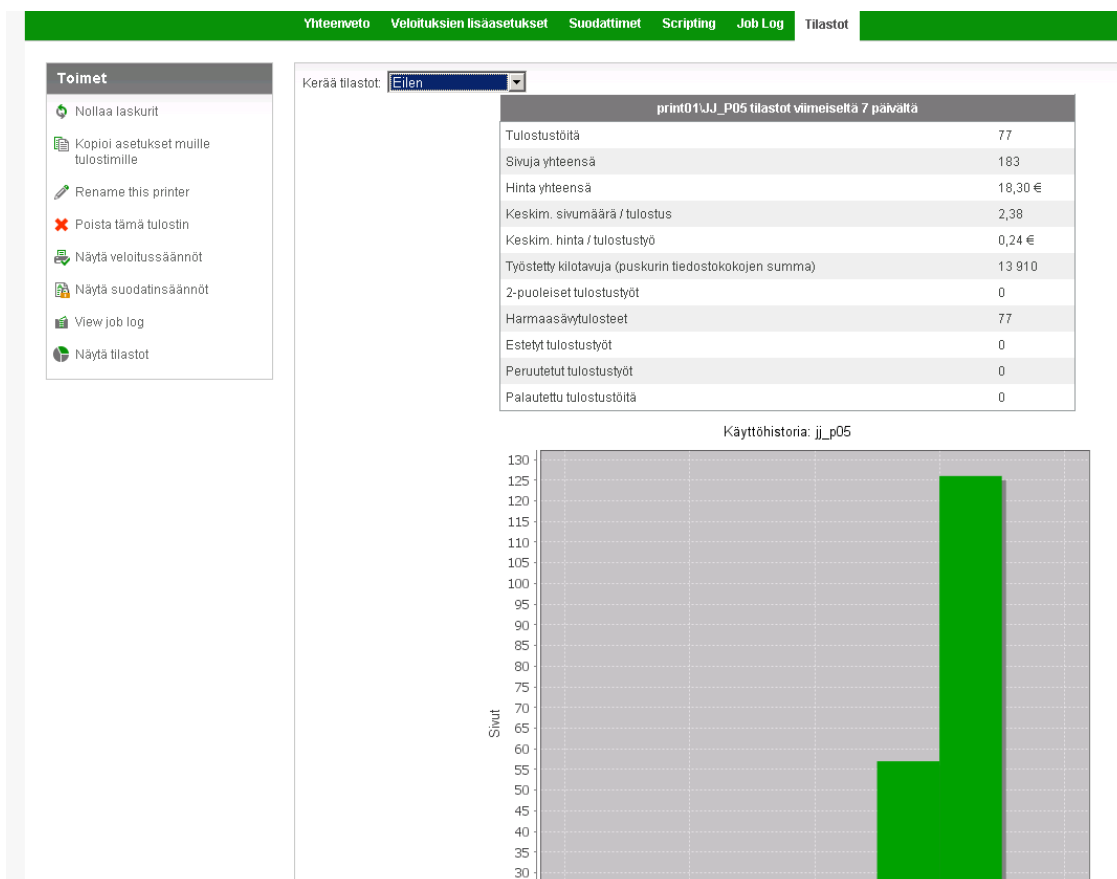 Yhteenveto Veloituksien lisäasetukset Suodattimet Scripting Job Log Tilastot
Toimet
Nollaa laskurit
Kopioi asetukset muille
tulostimille
Rename this printer
Poista tämä tulostin
Näytä veloitussäännöt
Näytä suodatinsäännöt
View job log
Näytä tilastot
Kerää tilastot: Eilen
print01\JJ_P05 tilastot viimeiseltä 7 päivältä
Tulostustöitä 77
Sivuja yhteensä 183
Hinta yhteensä 18,30 €
Keskim. sivumäärä / tulostus 2,38
Keskim. hinta / tulostustyö 0,24 €
Työstetty kilotavuja (puskurin tiedostokokojen summa) 13 910
2-puoleiset tulostustyöt 0
Harmaasävytulosteet 77
Estetyt tulostustyöt 0
Peruutetut tulostustyöt 0
Palautettu tulostustöitä 0
Käyttöhistoria: jj_p05
130
125
120
115
110
105
100
95
90
85
80
75
70
Sivut
65
60
55
50
45
40
35
30